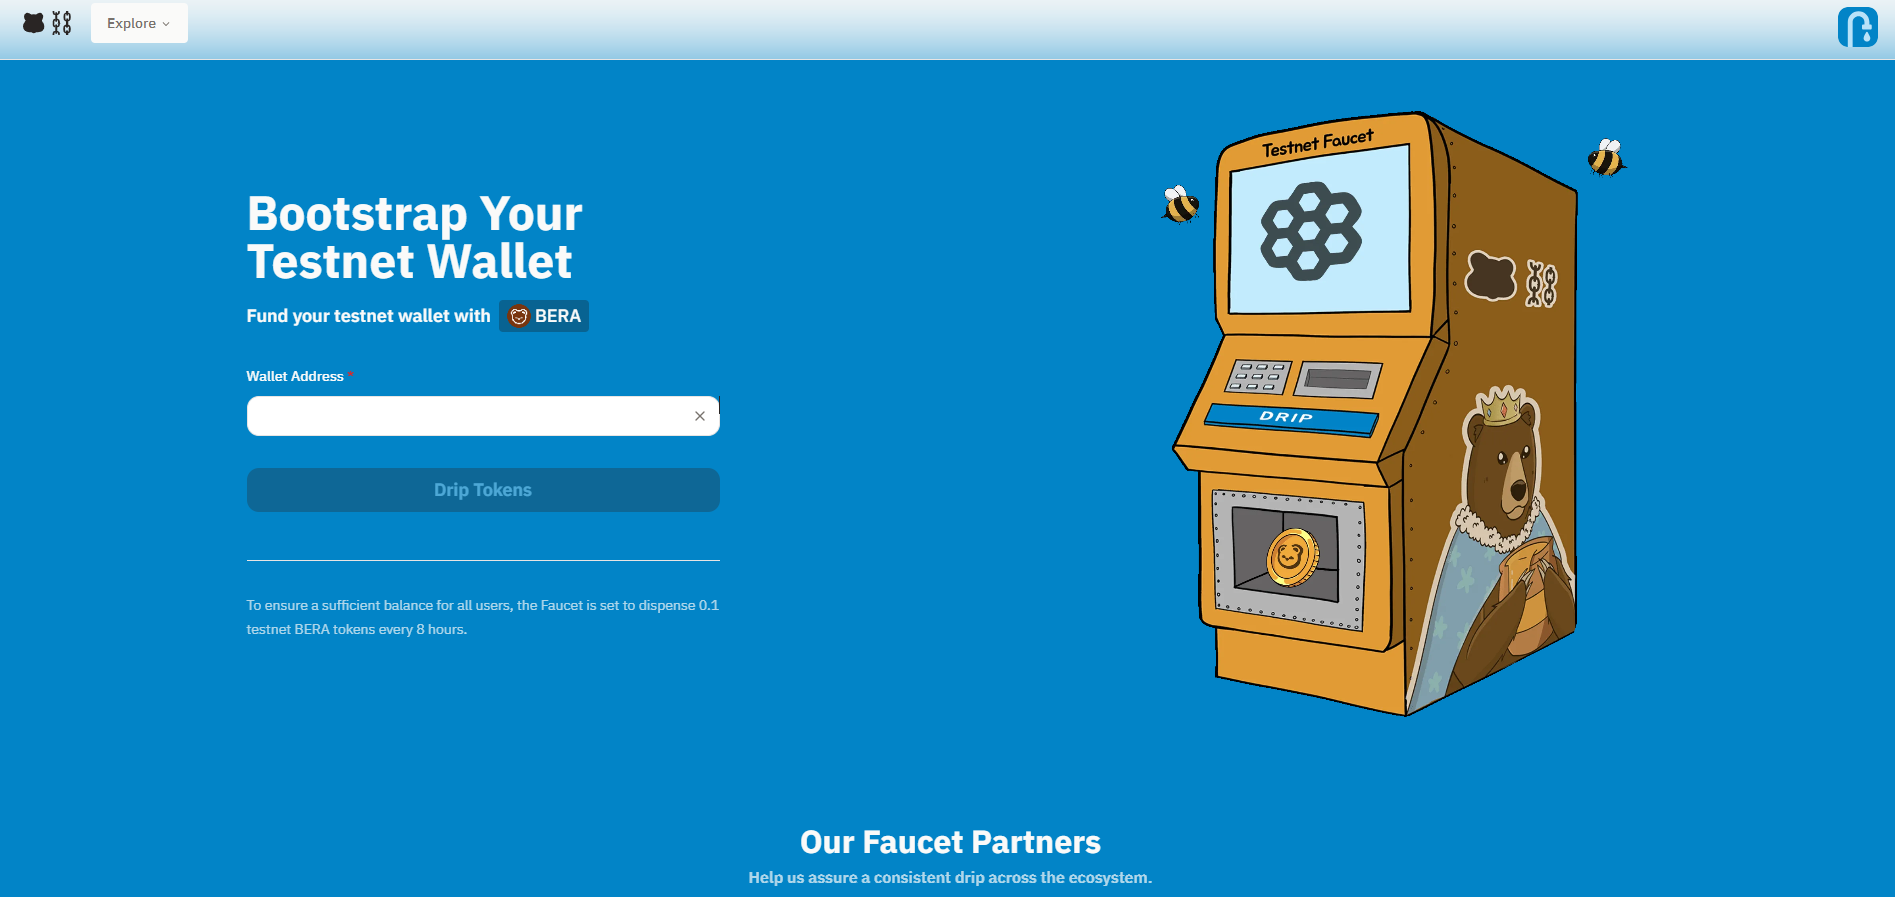 Explore
Bootstrap Your
Testnet Wallet
Fund your testnet wallet with BERA
Wallet Address *
Drip Tokens
To ensure a sufficient balance for all users, the Faucet is set to dispense 0.1
testnet BERA tokens every 8 hours.
Testnet Faucet
DRIP
Our Faucet Partners
Help us assure a consistent drip across the ecosystem.